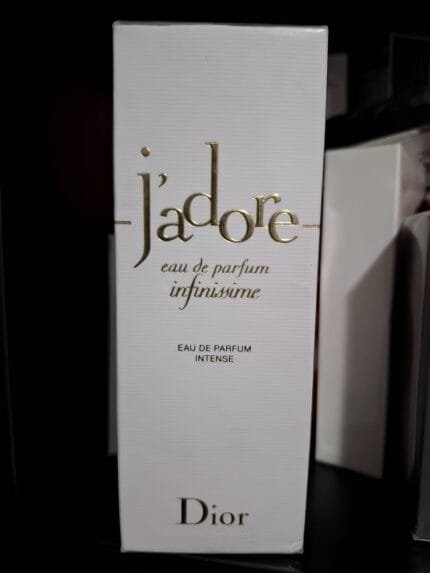 j'adore
eau de parfum
infinissime
EAU DE PARFUM
INTENSE
Dior